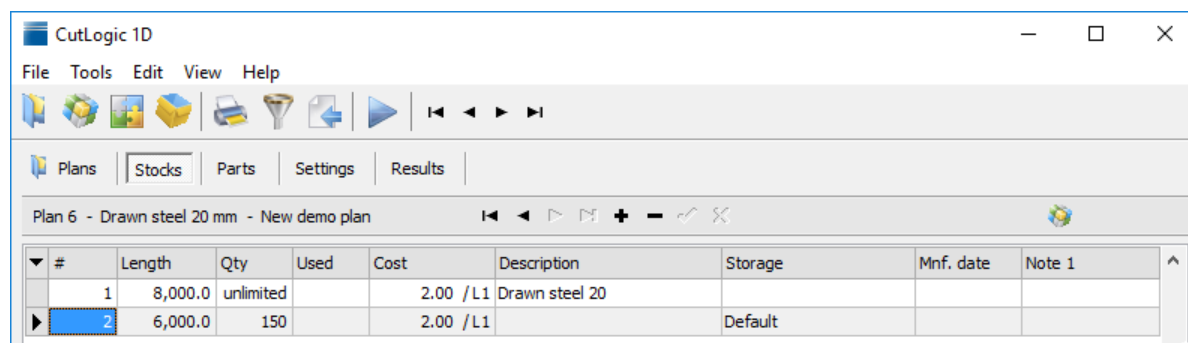 CutLogic 1D
File Tools Edit View Help
Plans Stocks Parts Settings Results
Plan 6 - Drawn steel 20 mm - New demo plan
# Length Qty Used Cost Description Storage Mnf. date Note 1
1 8,000.0 unlimited 2.00 /L1 Drawn steel 20
2 6,000.0 150 2.00 /L1 Default